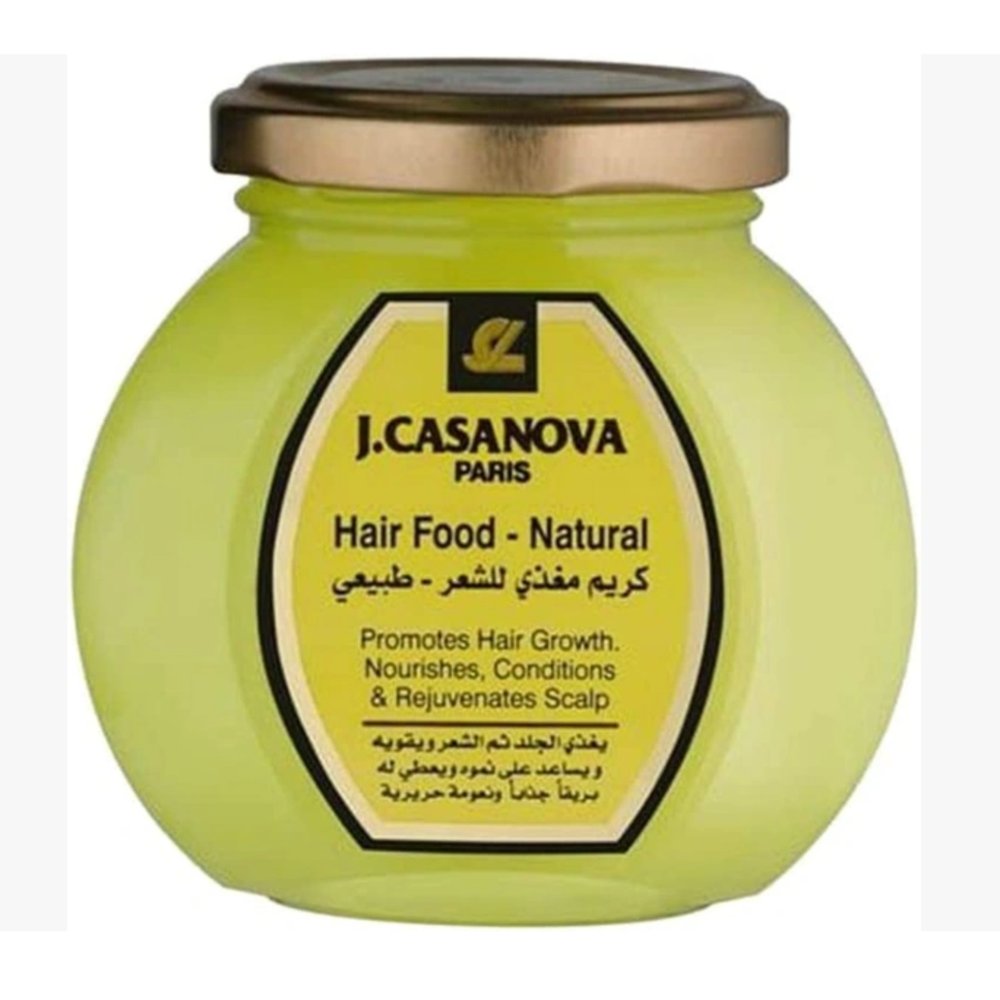 J.CASANOVA
PARIS
Hair Food - Natural
كريم مغذي للشعر - طبيعي
Promotes Hair Growth.
Nourishes, Conditions
& Rejuvenates Scalp
يغذي الجلد ثم الشعر ويقويه
ويساعد على نموه ويعطي له
بريقاً جذاباً ونعومة حريرية